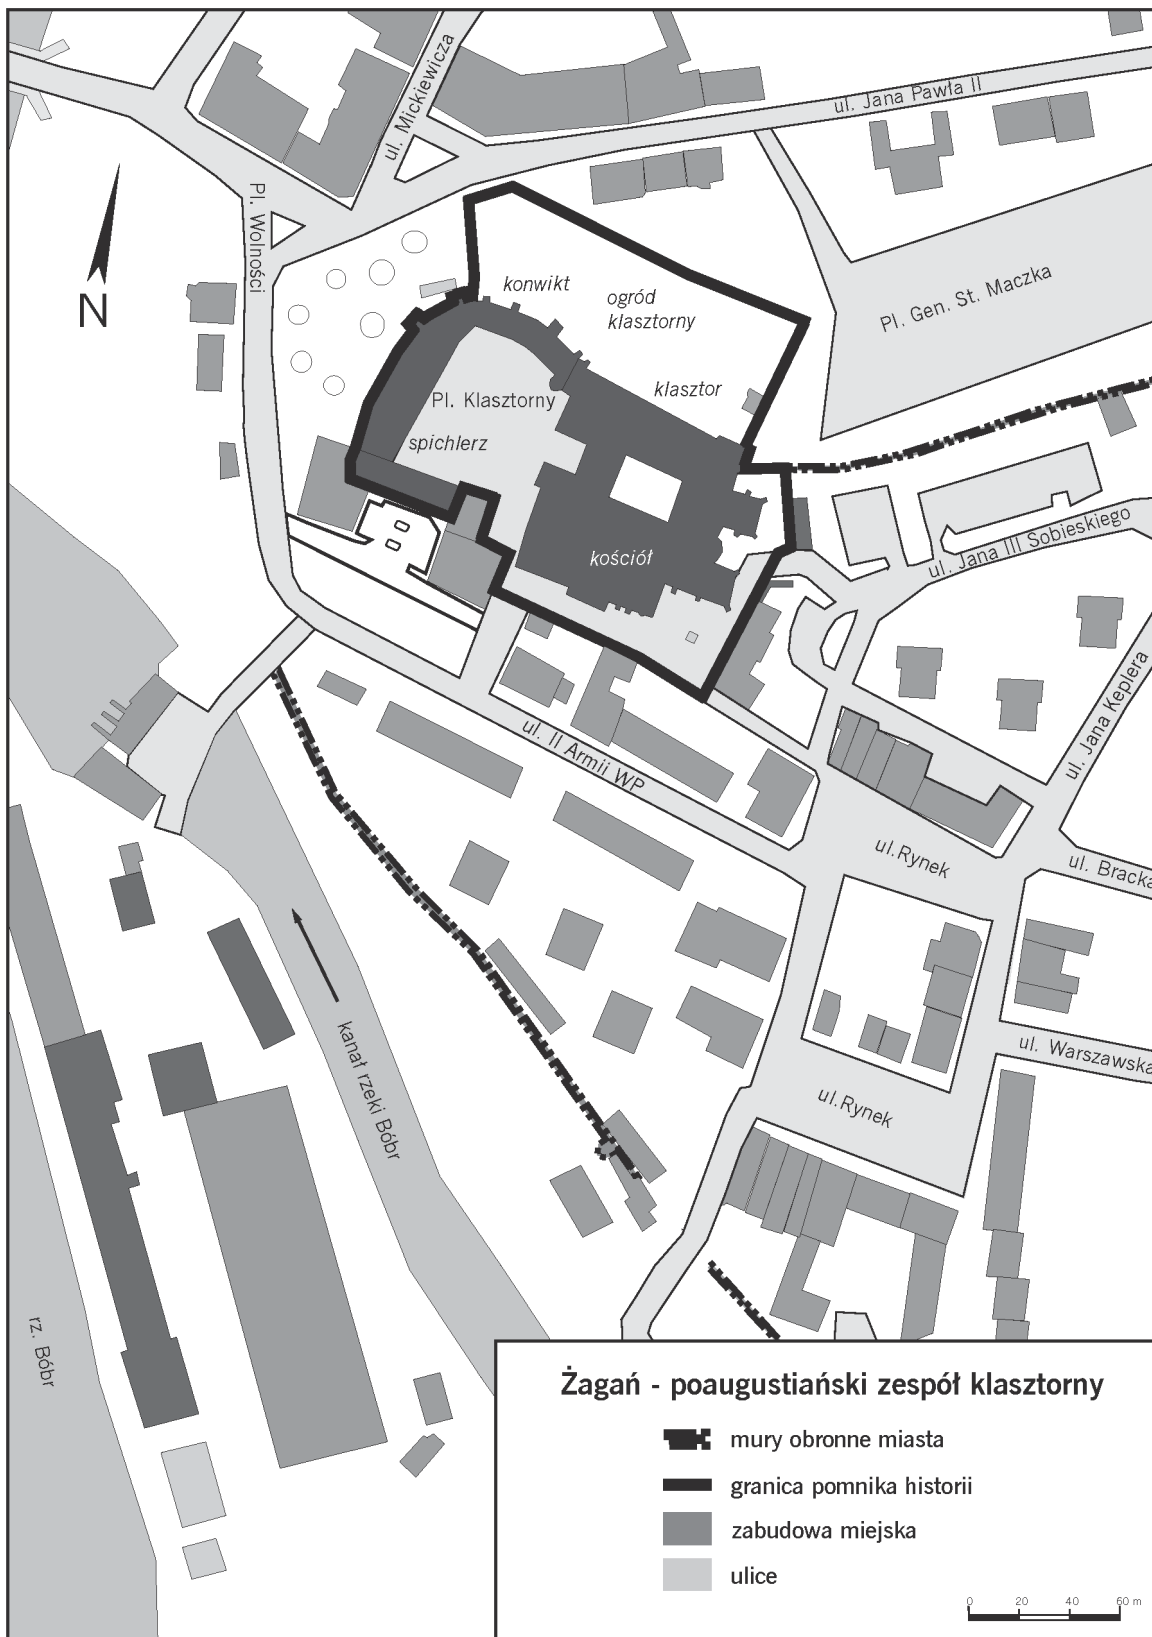 ul. Mickiewicza
ul. Jana Pawła II
Pl. Wolności
N
konwikt
ogród
klasztorny
Pl. Gen. St. Maczka
klasztor
Pl. Klasztorny
spichlerz
kościół
ul. Jana III Sobieskiego
ul. Jana Keplera
ul. II Armii WP
ul.Rynek
ul. Bracka
kanał rzeki Bóbr
ul. Warszawska
ul.Rynek
rz. Bóbr
Żagań - poaugustiański zespół klasztorny
mury obronne miasta
granica pomnika historii
zabudowa miejska
ulice
0 20 40 60 m